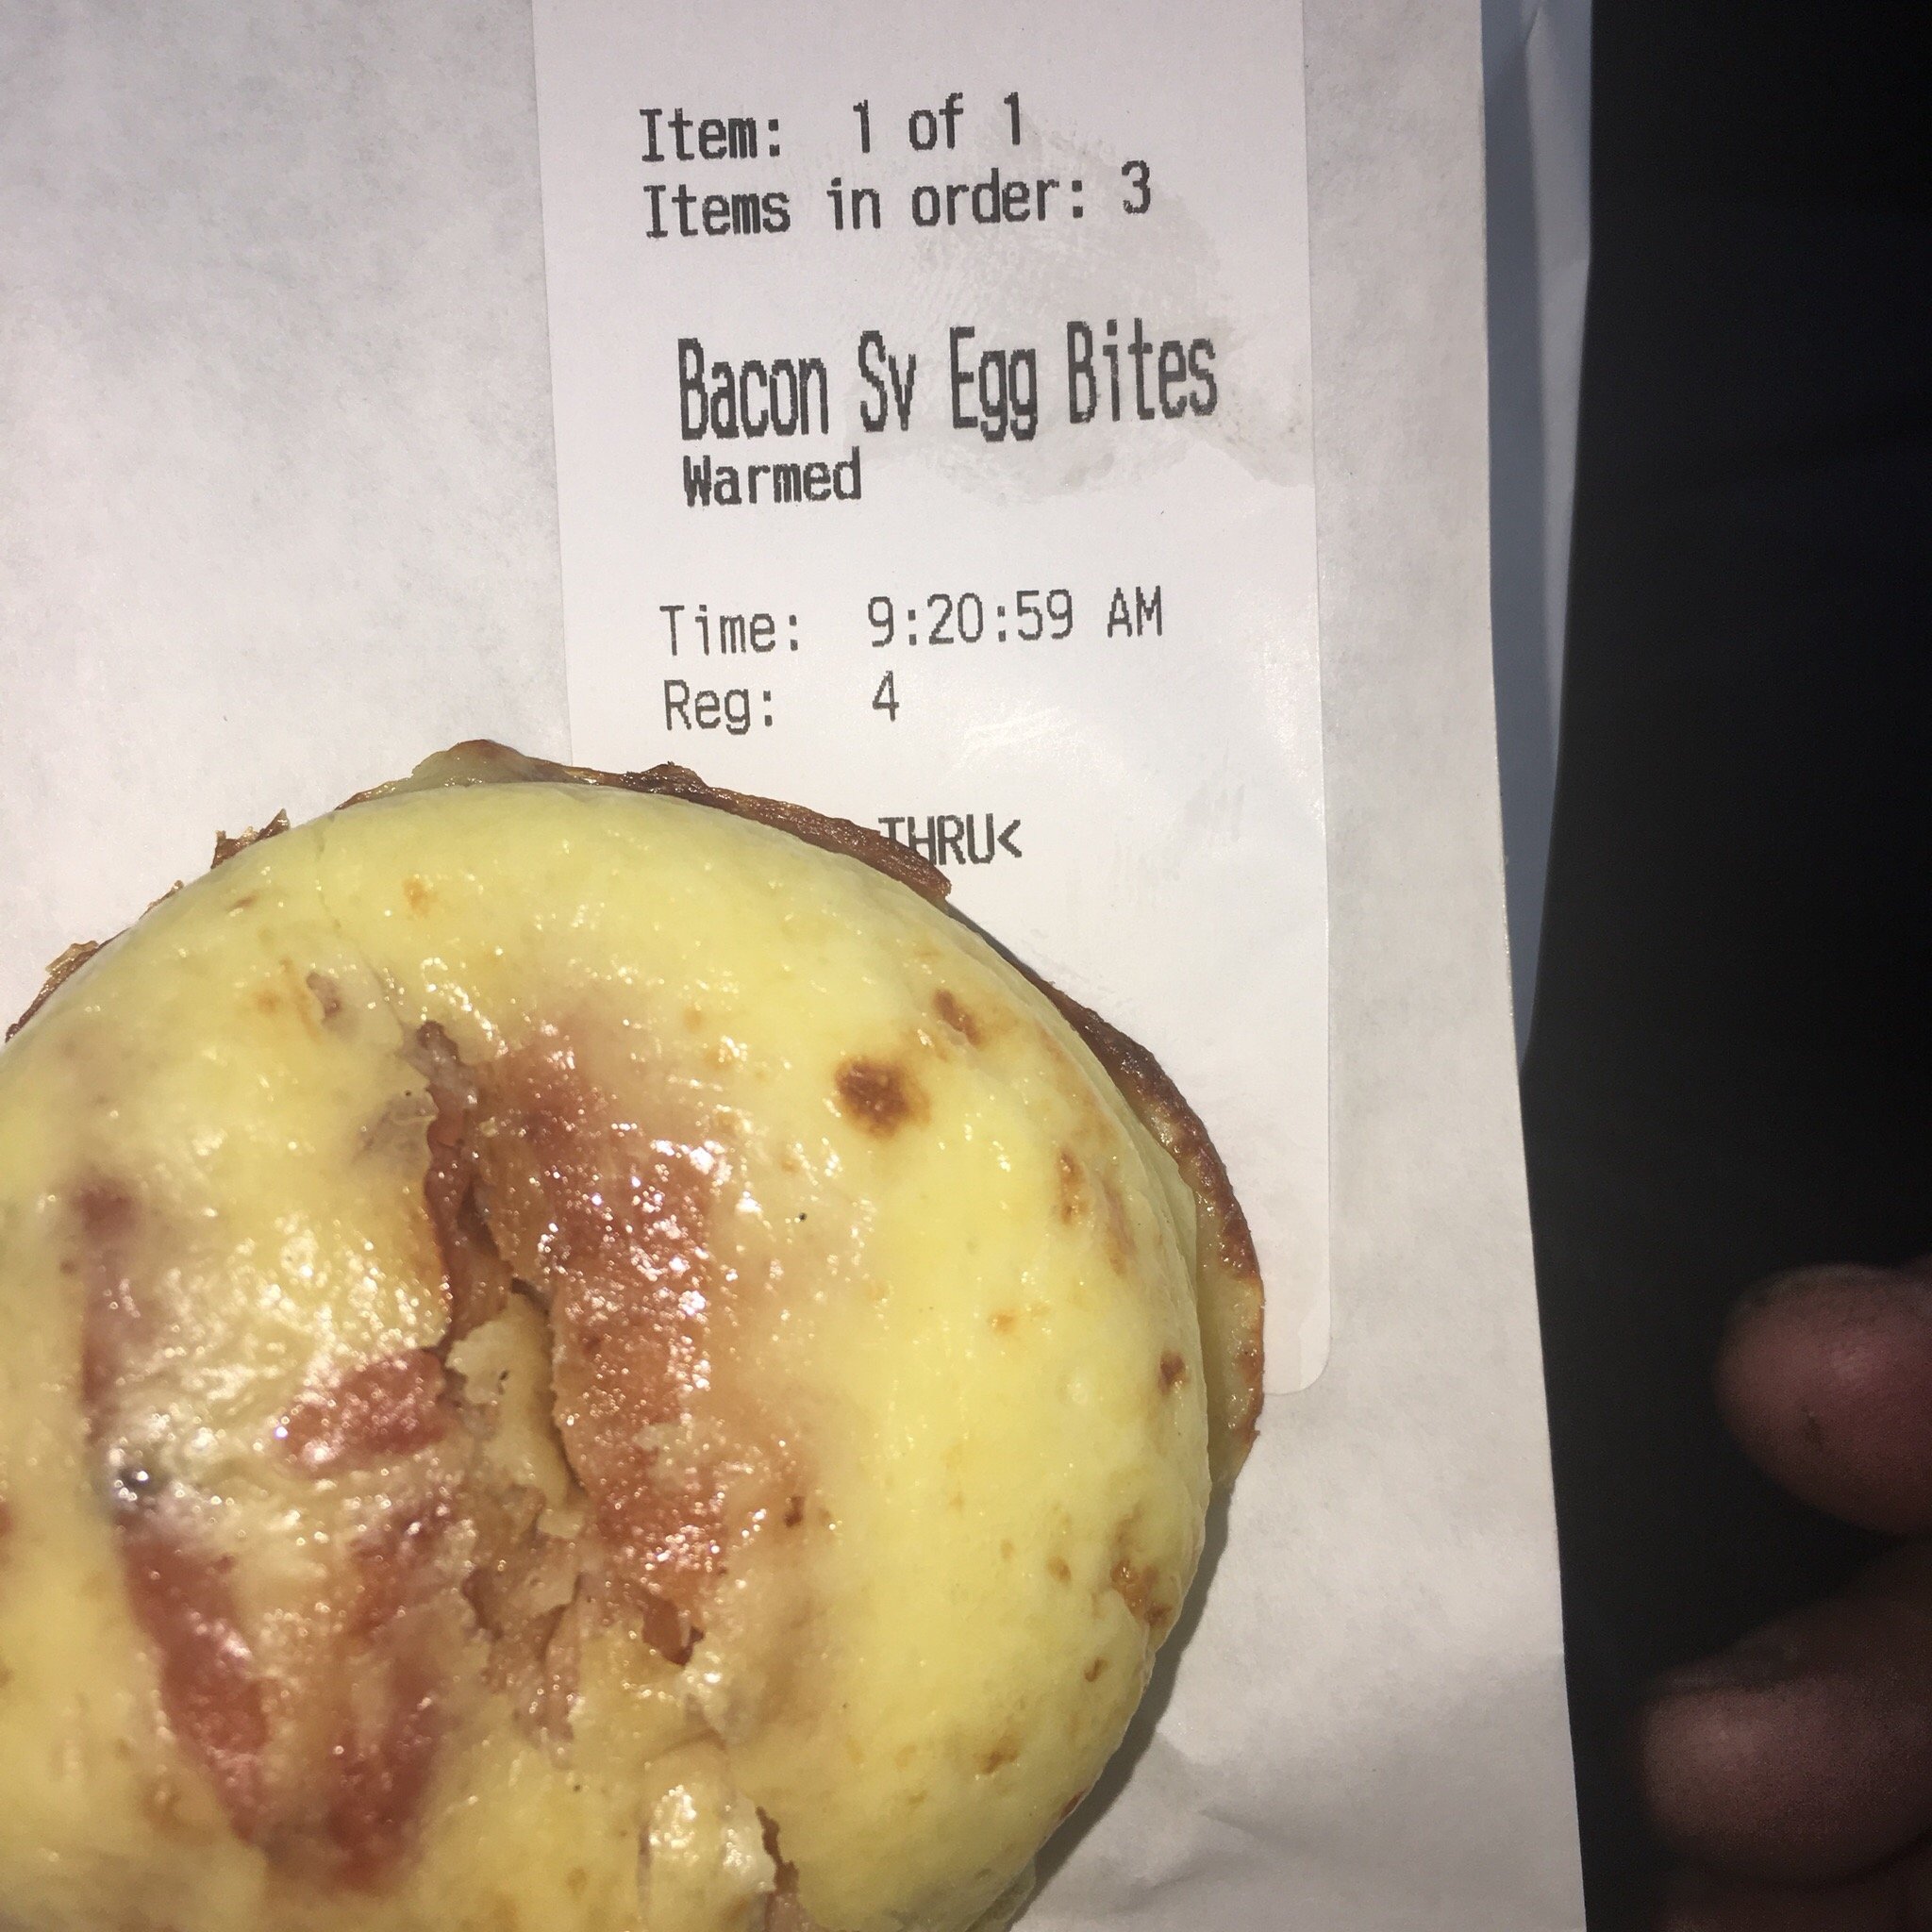 Item: 1 of 1
Items in order: 3
Bacon Sv Egg Bites
Warmed
Time: 9:20:59 AM
Reg: 4
THRU<